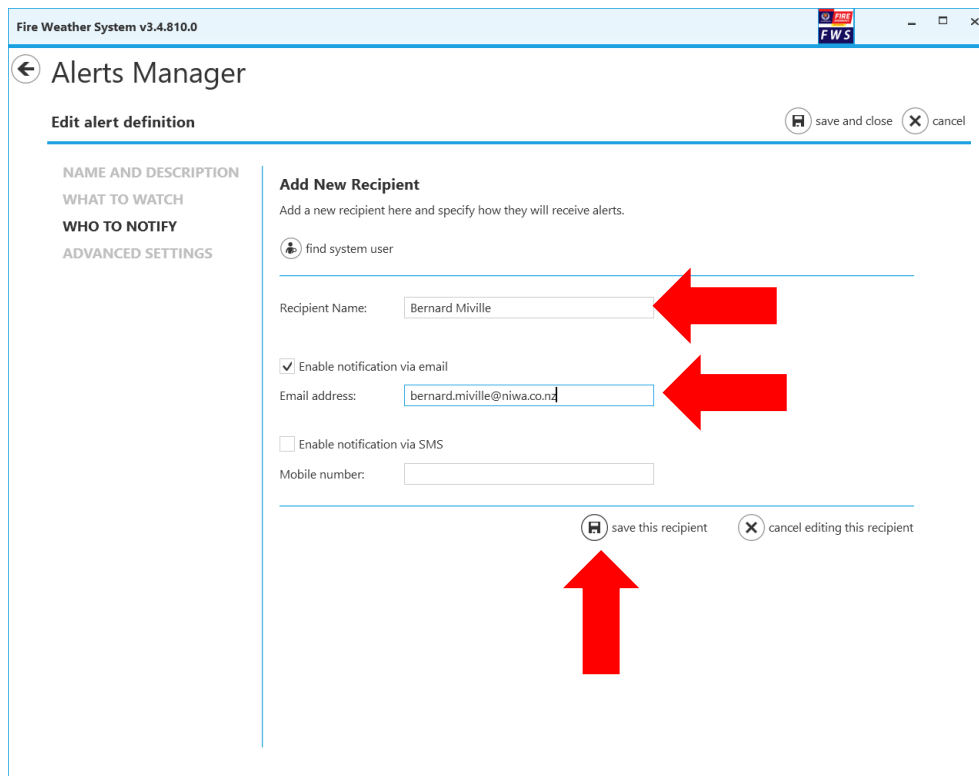 Fire Weather System v3.4.810.0
FIRE
FWS
Alerts Manager
Edit alert definition
save and close
cancel
NAME AND DESCRIPTION
WHAT TO WATCH
WHO TO NOTIFY
ADVANCED SETTINGS
Add New Recipient
Add a new recipient here and specify how they will receive alerts.
find system user
Recipient Name: Bernard Miville
Enable notification via email
Email address: bernard.miville@niwa.co.nz
Enable notification via SMS
Mobile number:
save this recipient
cancel editing this recipient